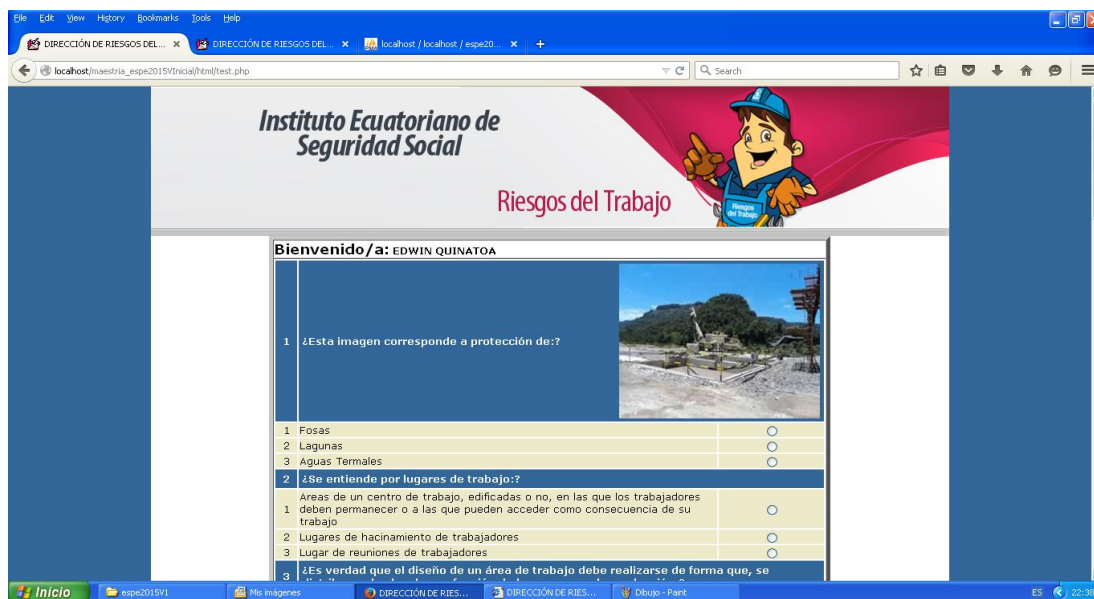 File Edit View History Bookmarks Tools Help
DIRECCIÓN DE RIESGOS DEL... × DIRECCIÓN DE RIESGOS DEL... × localhost / localhost / espe20... × +
localhost/maestria_espe2015VInicial/html/test.php Search
Instituto Ecuatoriano de
Seguridad Social
Riesgos del Trabajo
Riesgos
del Trabajo
Bienvenido/a: EDWIN QUINATOA
1 ¿Esta imagen corresponde a protección de:?
1 Fosas
2 Lagunas
3 Aguas Termales
2 ¿Se entiende por lugares de trabajo:?
Areas de un centro de trabajo, edificadas o no, en las que los trabajadores
1 deben permanecer o a las que pueden acceder como consecuencia de su
trabajo
2 Lugares de hacinamiento de trabajadores
3 Lugar de reuniones de trabajadores
¿Es verdad que el diseño de un área de trabajo debe realizarse de forma que, se
3
Inicio espe2015V1 Mis imágenes DIRECCIÓN DE RIES... DIRECCIÓN DE RIES... Dibujo - Paint ES 22:38